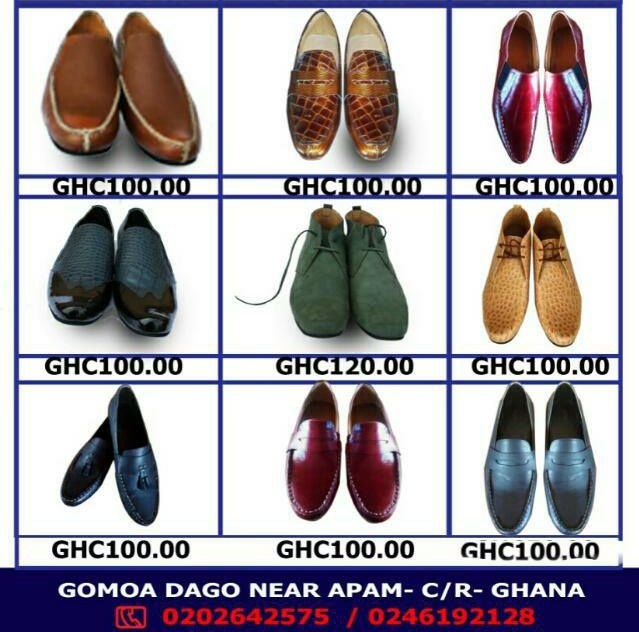 GHC100.00 GHC100.00 GHC100.00
GHC100.00 GHC120.00 GHC100.00
GHC100.00 GHC100.00 GHC100.00
GOMOA DAGO NEAR APAM- C/R- GHANA
0202642575 / 0246192128